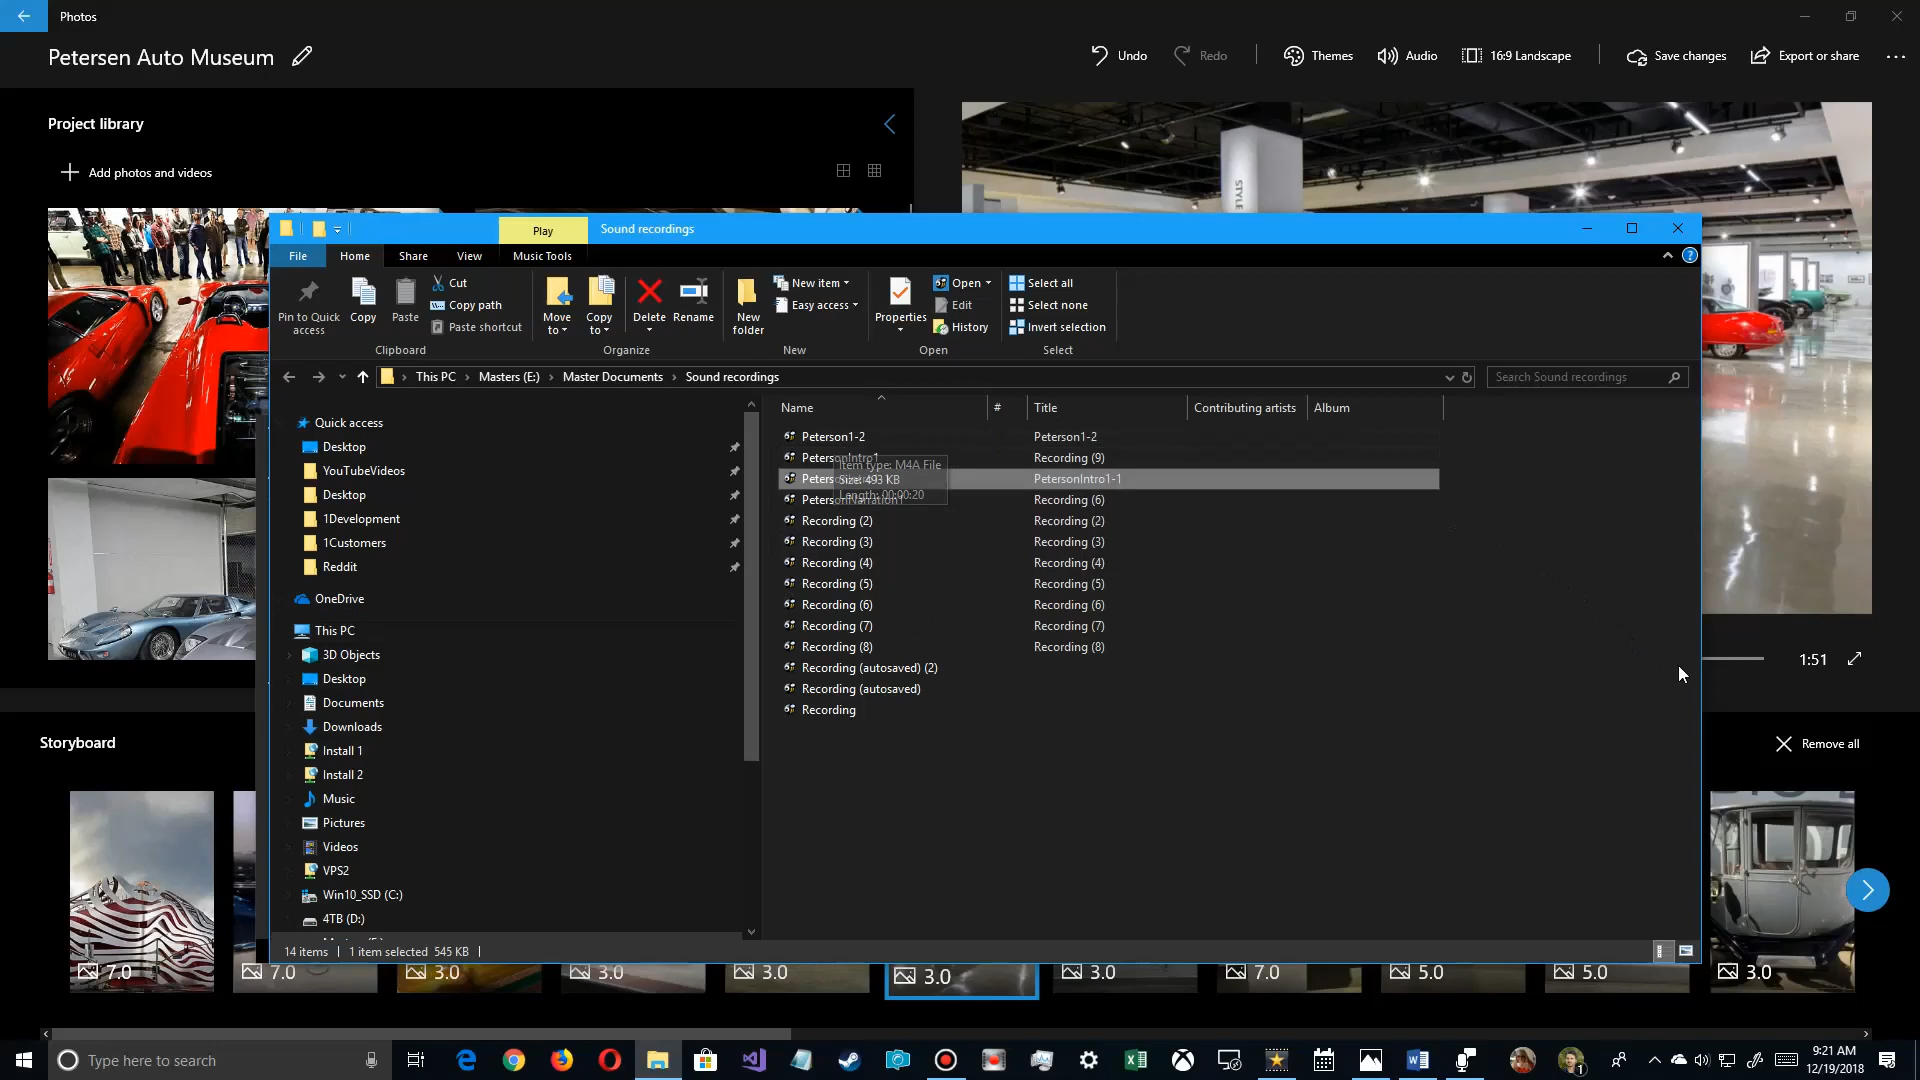 Photos
Petersen Auto Museum
Undo
Redo
Themes
Audio
16:9 Landscape
Save changes
Export or share
Project library
Add photos and videos
STYLE
Play
Sound recordings
File
Home
Share
View
Music Tools
Pin to Quick access
Copy
Paste
Cut
Copy path
Paste shortcut
Clipboard
Move to
Copy to
Delete
Rename
Organize
New folder
New item
Easy access
New
Properties
Open
Edit
History
Open
Select all
Select none
Invert selection
Select
This PC > Masters (E:) > Master Documents > Sound recordings
Search Sound recordings
Quick access
Desktop
YouTubeVideos
Desktop
1Development
1Customers
Reddit
OneDrive
This PC
3D Objects
Desktop
Documents
Downloads
Install 1
Install 2
Music
Pictures
Videos
VPS2
Win10_SSD (C:)
4TB (D:)
Name # Title Contributing artists Album
Peterson1-2 Peterson1-2
PetersonIntro1 Recording (9)
PetersonIntro1-1
Item type: M4A File
Size: 493 KB
Length: 00:00:20
PetersonNarration1 Recording (6)
Recording (2) Recording (2)
Recording (3) Recording (3)
Recording (4) Recording (4)
Recording (5) Recording (5)
Recording (6) Recording (6)
Recording (7) Recording (7)
Recording (8) Recording (8)
Recording (autosaved) (2)
Recording (autosaved)
Recording
14 items 1 item selected 545 KB
1:51
Storyboard
Remove all
7.0
7.0
3.0
3.0
3.0
3.0
3.0
7.0
5.0
5.0
3.0
Type here to search
1
9:21 AM
12/19/2018